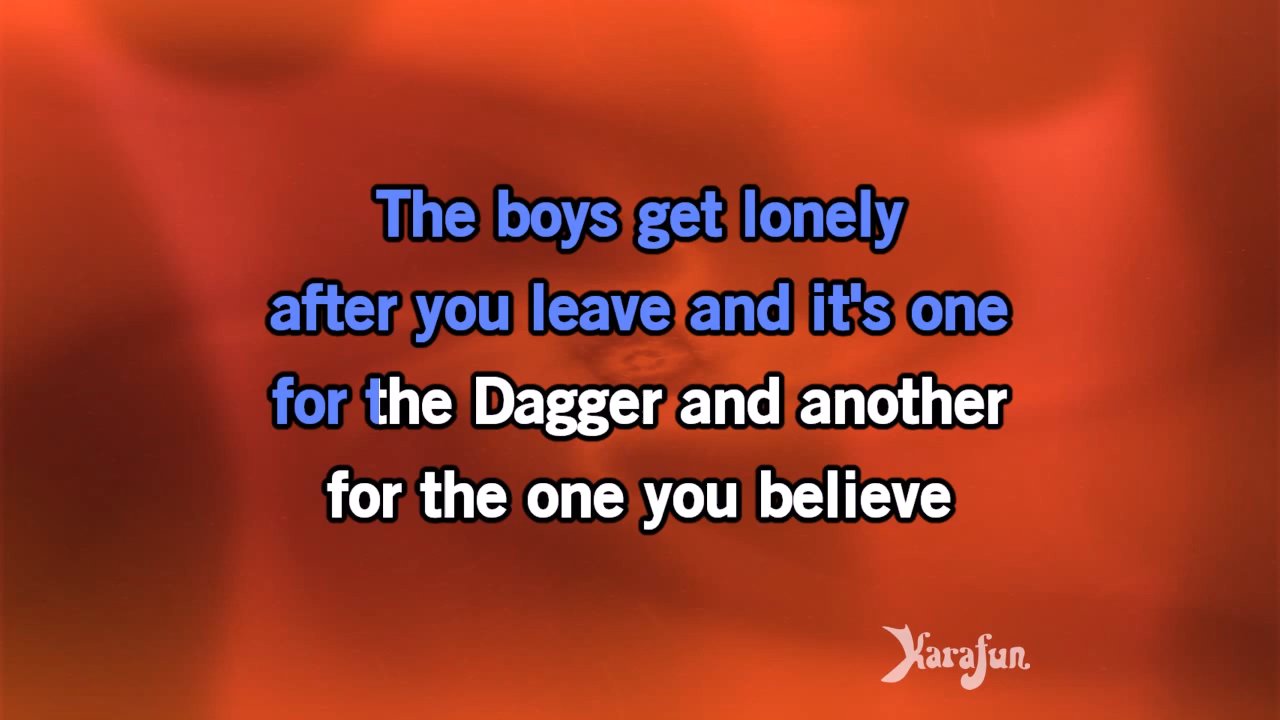 The boys get lonely
after you leave and it's one
for the Dagger and another
for the one you believe
Karafun